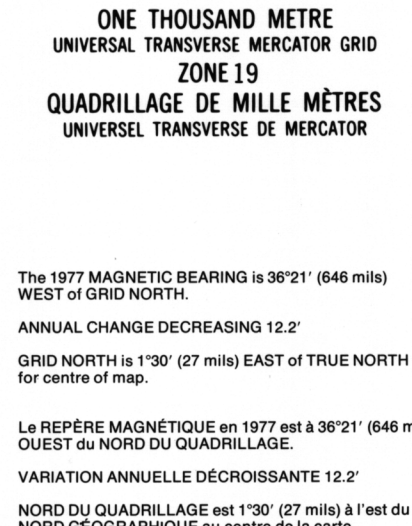 ONE THOUSAND METRE
UNIVERSAL TRANSVERSE MERCATOR GRID
ZONE 19
QUADRILLAGE DE MILLE MÈTRES
UNIVERSEL TRANSVERSE DE MERCATOR
The 1977 MAGNETIC BEARING is 36°21′ (646 mils)
WEST of GRID NORTH.
ANNUAL CHANGE DECREASING 12.2′
GRID NORTH is 1°30′ (27 mils) EAST of TRUE NORTH
for centre of map.
Le REPÈRE MAGNÉTIQUE en 1977 est à 36°21′ (646 m
OUEST du NORD DU QUADRILLAGE.
VARIATION ANNUELLE DÉCROISSANTE 12.2′
NORD DU QUADRILLAGE est 1°30′ (27 mils) à l'est du
NORD GÉOGRAPHIQUE au centre de la carte